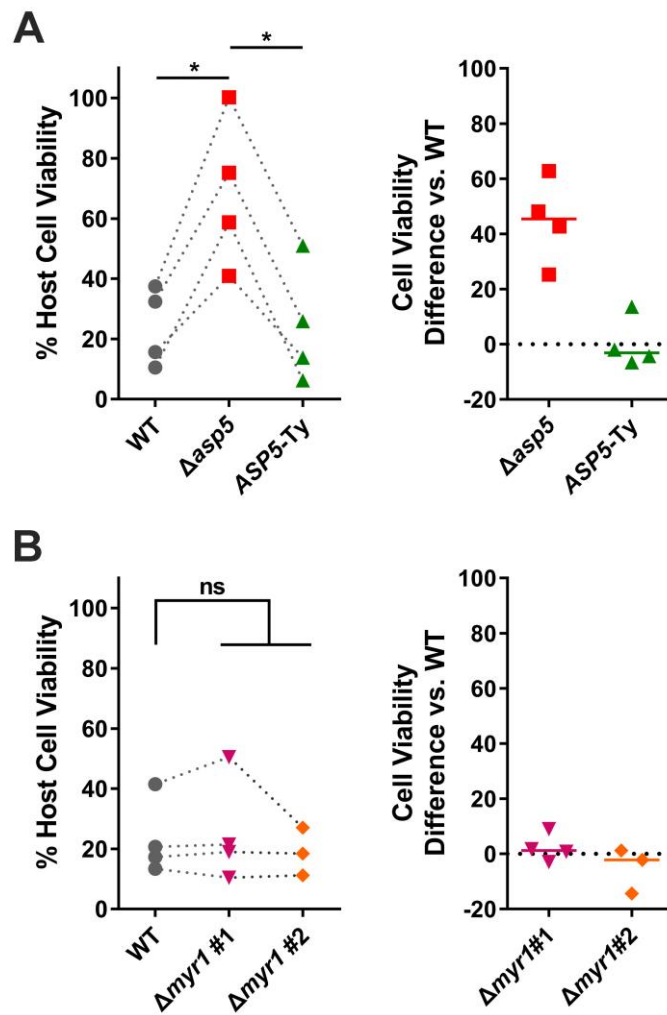 A
* *
% Host Cell Viability
100
80
60
40
20
0
WT
Δasp5
ASP5-Ty
Cell Viability
Difference vs. WT
100
80
60
40
20
0
-20
Δasp5
ASP5-Ty
B
ns
% Host Cell Viability
100
80
60
40
20
0
WT
Δmyr1 #1
Δmyr1 #2
Cell Viability
Difference vs. WT
100
80
60
40
20
0
-20
Δmyr1#1
Δmyr1#2